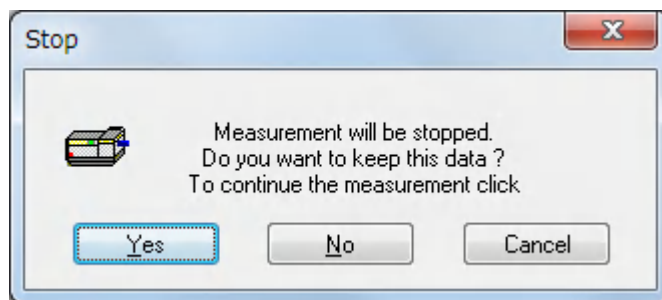 Stop
Measurement will be stopped.
Do you want to keep this data ?
To continue the measurement click
Yes
No
Cancel